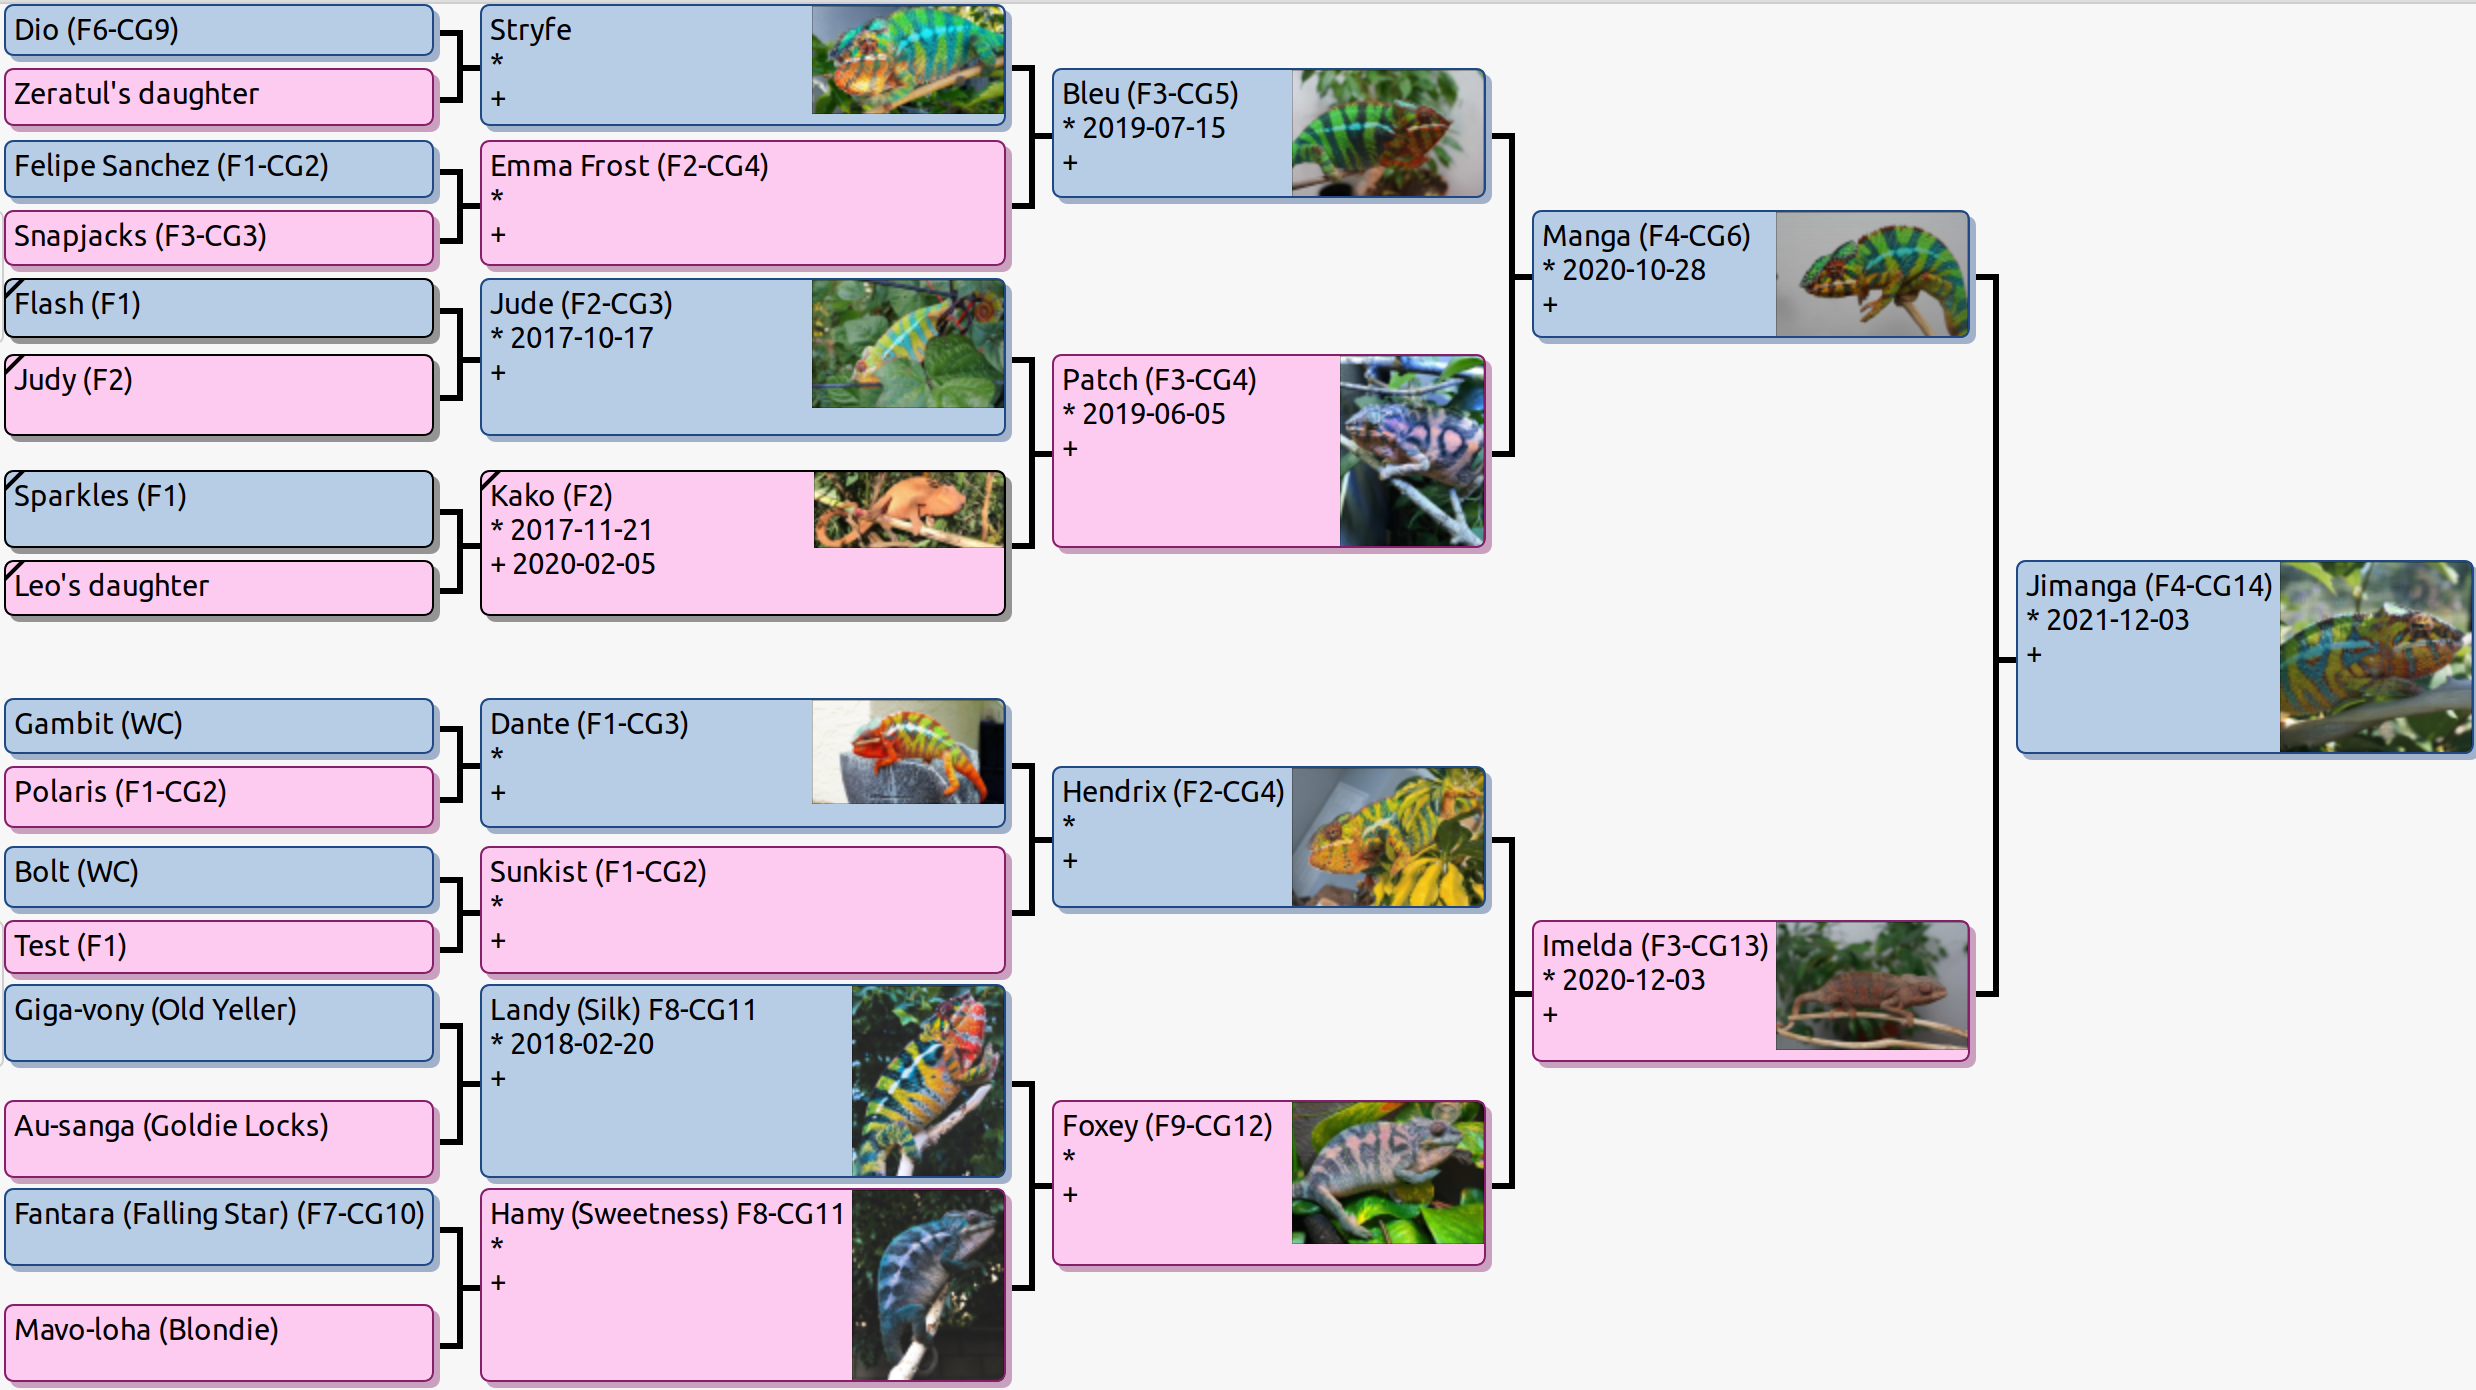 Dio (F6-CG9)
Zeratul's daughter
Felipe Sanchez (F1-CG2)
Snapjacks (F3-CG3)
Flash (F1)
Judy (F2)
Sparkles (F1)
Leo's daughter
Gambit (WC)
Polaris (F1-CG2)
Bolt (WC)
Test (F1)
Giga-vony (Old Yeller)
Au-sanga (Goldie Locks)
Fantara (Falling Star) (F7-CG10)
Mavo-loha (Blondie)
Stryfe
*
+
Emma Frost (F2-CG4)
*
+
Jude (F2-CG3)
* 2017-10-17
+
Kako (F2)
* 2017-11-21
+ 2020-02-05
Dante (F1-CG3)
*
+
Sunkist (F1-CG2)
*
+
Landy (Silk) F8-CG11
* 2018-02-20
+
Hamy (Sweetness) F8-CG11
*
+
Bleu (F3-CG5)
* 2019-07-15
+
Patch (F3-CG4)
* 2019-06-05
+
Hendrix (F2-CG4)
*
+
Foxey (F9-CG12)
*
+
Manga (F4-CG6)
* 2020-10-28
+
Imelda (F3-CG13)
* 2020-12-03
+
Jimanga (F4-CG14)
* 2021-12-03
+